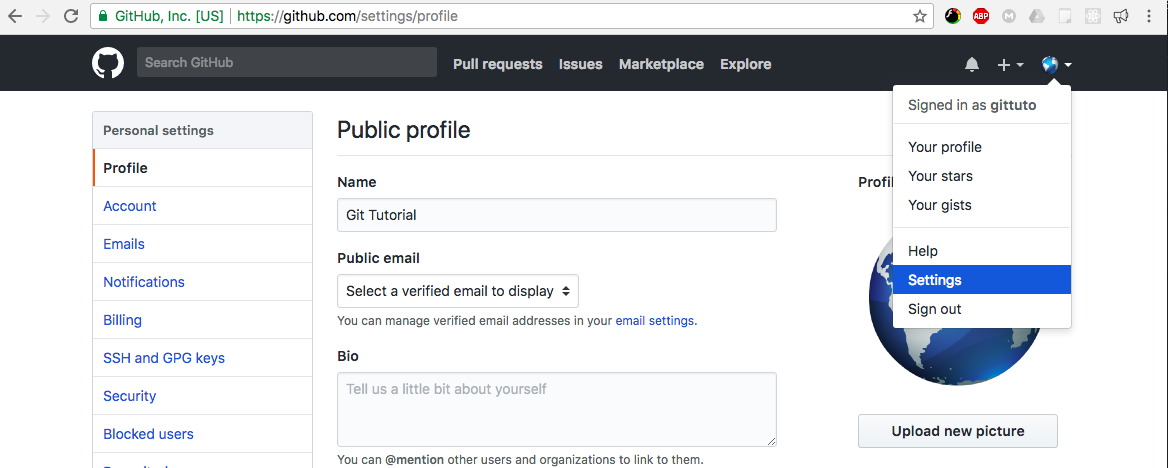 GitHub, Inc. [US] https://github.com/settings/profile
ABP
Search GitHub
Pull requests Issues Marketplace Explore
Signed in as gittuto
Your profile
Your stars
Your gists
Help
Settings
Sign out
Personal settings
Profile
Account
Emails
Notifications
Billing
SSH and GPG keys
Security
Blocked users
Public profile
Name
Git Tutorial
Public email
Select a verified email to display
You can manage verified email addresses in your email settings.
Bio
Tell us a little bit about yourself
You can @mention other users and organizations to link to them.
Upload new picture